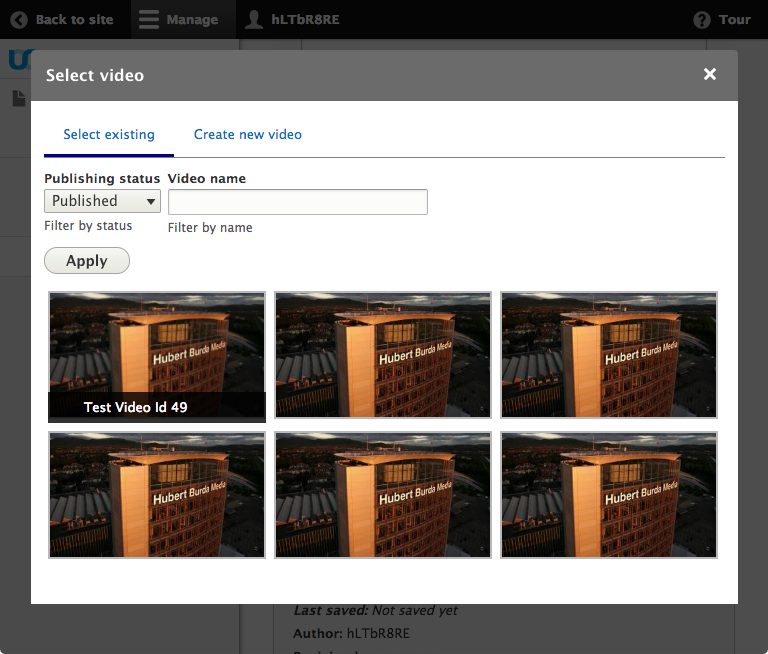 Back to site
Manage
hLTbR8RE
Tour
Select video
Select existing
Create new video
Publishing status
Video name
Published
Filter by status
Filter by name
Apply
Hubert Burda Media
Hubert Burda Media
Hubert Burda Media
Test Video Id 49
Hubert Burda Media
Hubert Burda Media
Hubert Burda Media
Last saved: Not saved yet
Author: hLTbR8RE